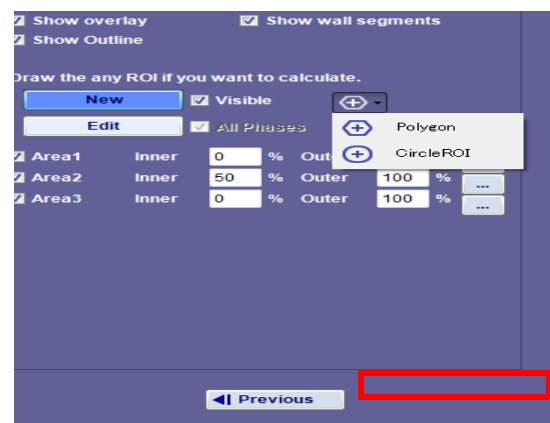 Show overlay Show wall segments
Show Outline
Draw the any ROI if you want to calculate.
New Visible
Edit All Phases Polygon
CircleROI
Area1 Inner 0 % Out
Area2 Inner 50 % Outer 100 % ...
Area3 Inner 0 % Outer 100 % ...
Previous